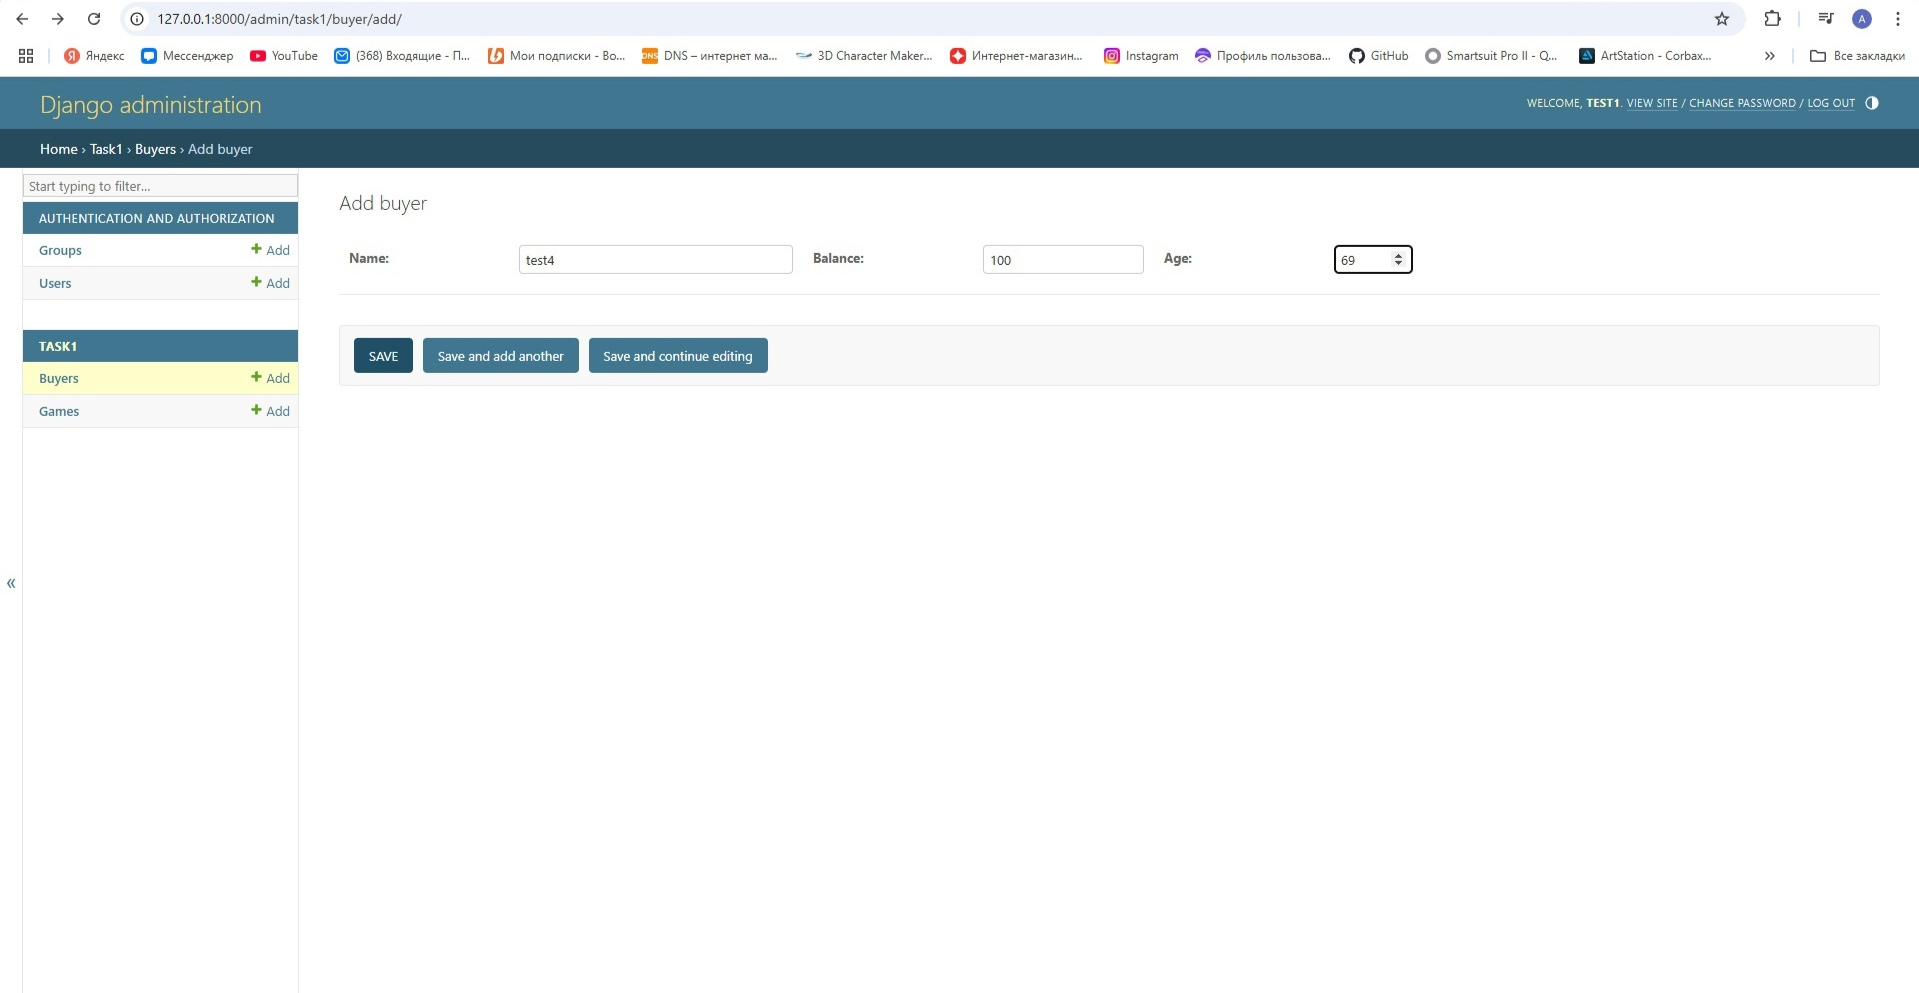 127.0.0.1:8000/admin/task1/buyer/add/
A
Яндекс Мессенджер YouTube (368) Входящие - П... Мои подписки - Bo... DNS – интернет ма... 3D Character Maker... Интернет-магазин... Instagram Профиль пользова... GitHub Smartsuit Pro II - Q... ArtStation - Corbax... » Все закладки
Django administration
WELCOME, TEST1. VIEW SITE / CHANGE PASSWORD / LOG OUT
Home › Task1 › Buyers › Add buyer
Start typing to filter...
AUTHENTICATION AND AUTHORIZATION
Groups + Add
Users + Add
TASK1
Buyers + Add
Games + Add
«
Add buyer
Name: test4 Balance: 100 Age: 69
SAVE Save and add another Save and continue editing